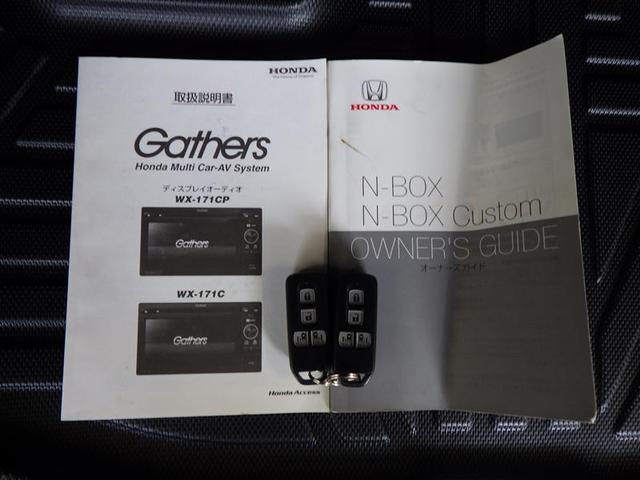 HONDA
The Power of Dreams
取扱説明書
Gathers
Honda Multi Car-AV System
ディスプレイオーディオ
WX-171CP
Gathers
WX-171C
Gathers
Honda Access
HONDA
N-BOX
N-BOX Custom
OWNER'S GUIDE
オーナーズガイド